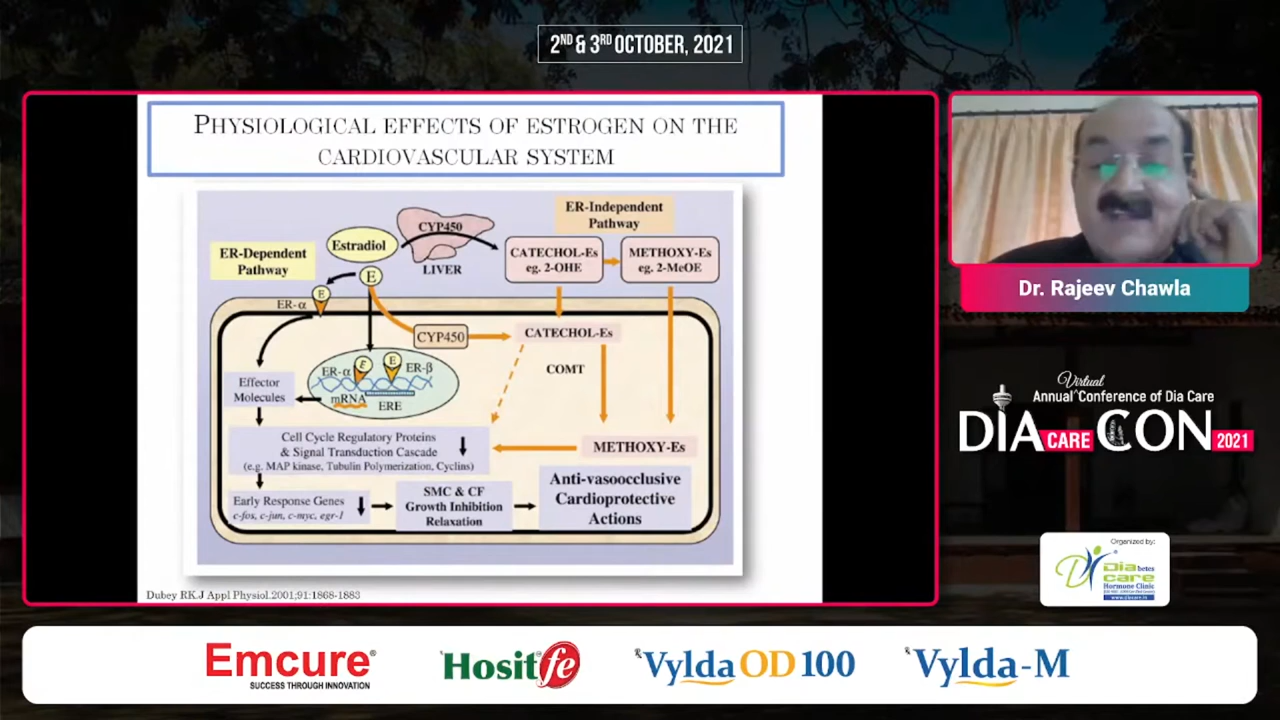 2ND & 3RD OCTOBER, 2021
PHYSIOLOGICAL EFFECTS OF ESTROGEN ON THE
CARDIOVASCULAR SYSTEM
ER-Dependent
Pathway
Estradiol
CYP450
LIVER
ER-Independent
Pathway
CATECHOL-Es
eg. 2-OHE
METHOXY-Es
eg. 2-MeOE
E
E
ER-α
CYP450
CATECHOL-Es
COMT
ER-α
E
E
ER-β
mRNA
ERE
Effector
Molecules
Cell Cycle Regulatory Proteins
& Signal Transduction Cascade
(e.g. MAP kinase, Tubulin Polymerization, Cyclins)
METHOXY-Es
Early Response Genes
c-fos, c-jun, c-myc, egr-1
SMC & CF
Growth Inhibition
Relaxation
Anti-vasoocclusive
Cardioprotective
Actions
Dubey RK.J Appl Physiol.2001;91:1868-1883
Dr. Rajeev Chawla
Virtual
Annual ^Conference of Dia Care
DIA CARE CON 2021
Organized by:
Diabetes
care
Hormone Clinic
Emcure®
SUCCESS THROUGH INNOVATION
Hosit fe
Vylda OD 100
Vylda-M